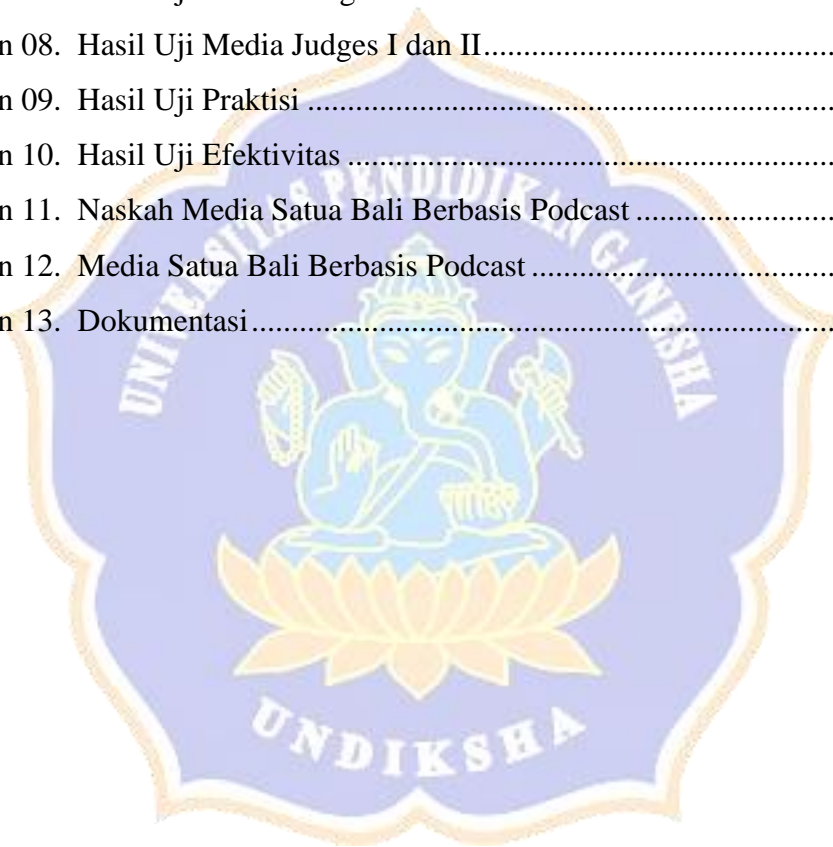 n 08. Hasil Uji Media Judges I dan II
n 09. Hasil Uji Praktisi
n 10. Hasil Uji Efektivitas
n 11. Naskah Media Satua Bali Berbasis Podcast
n 12. Media Satua Bali Berbasis Podcast
n 13. Dokumentasi
UNIVERSITAS PENDIDIKAN GANESHA
UNDIKSHA